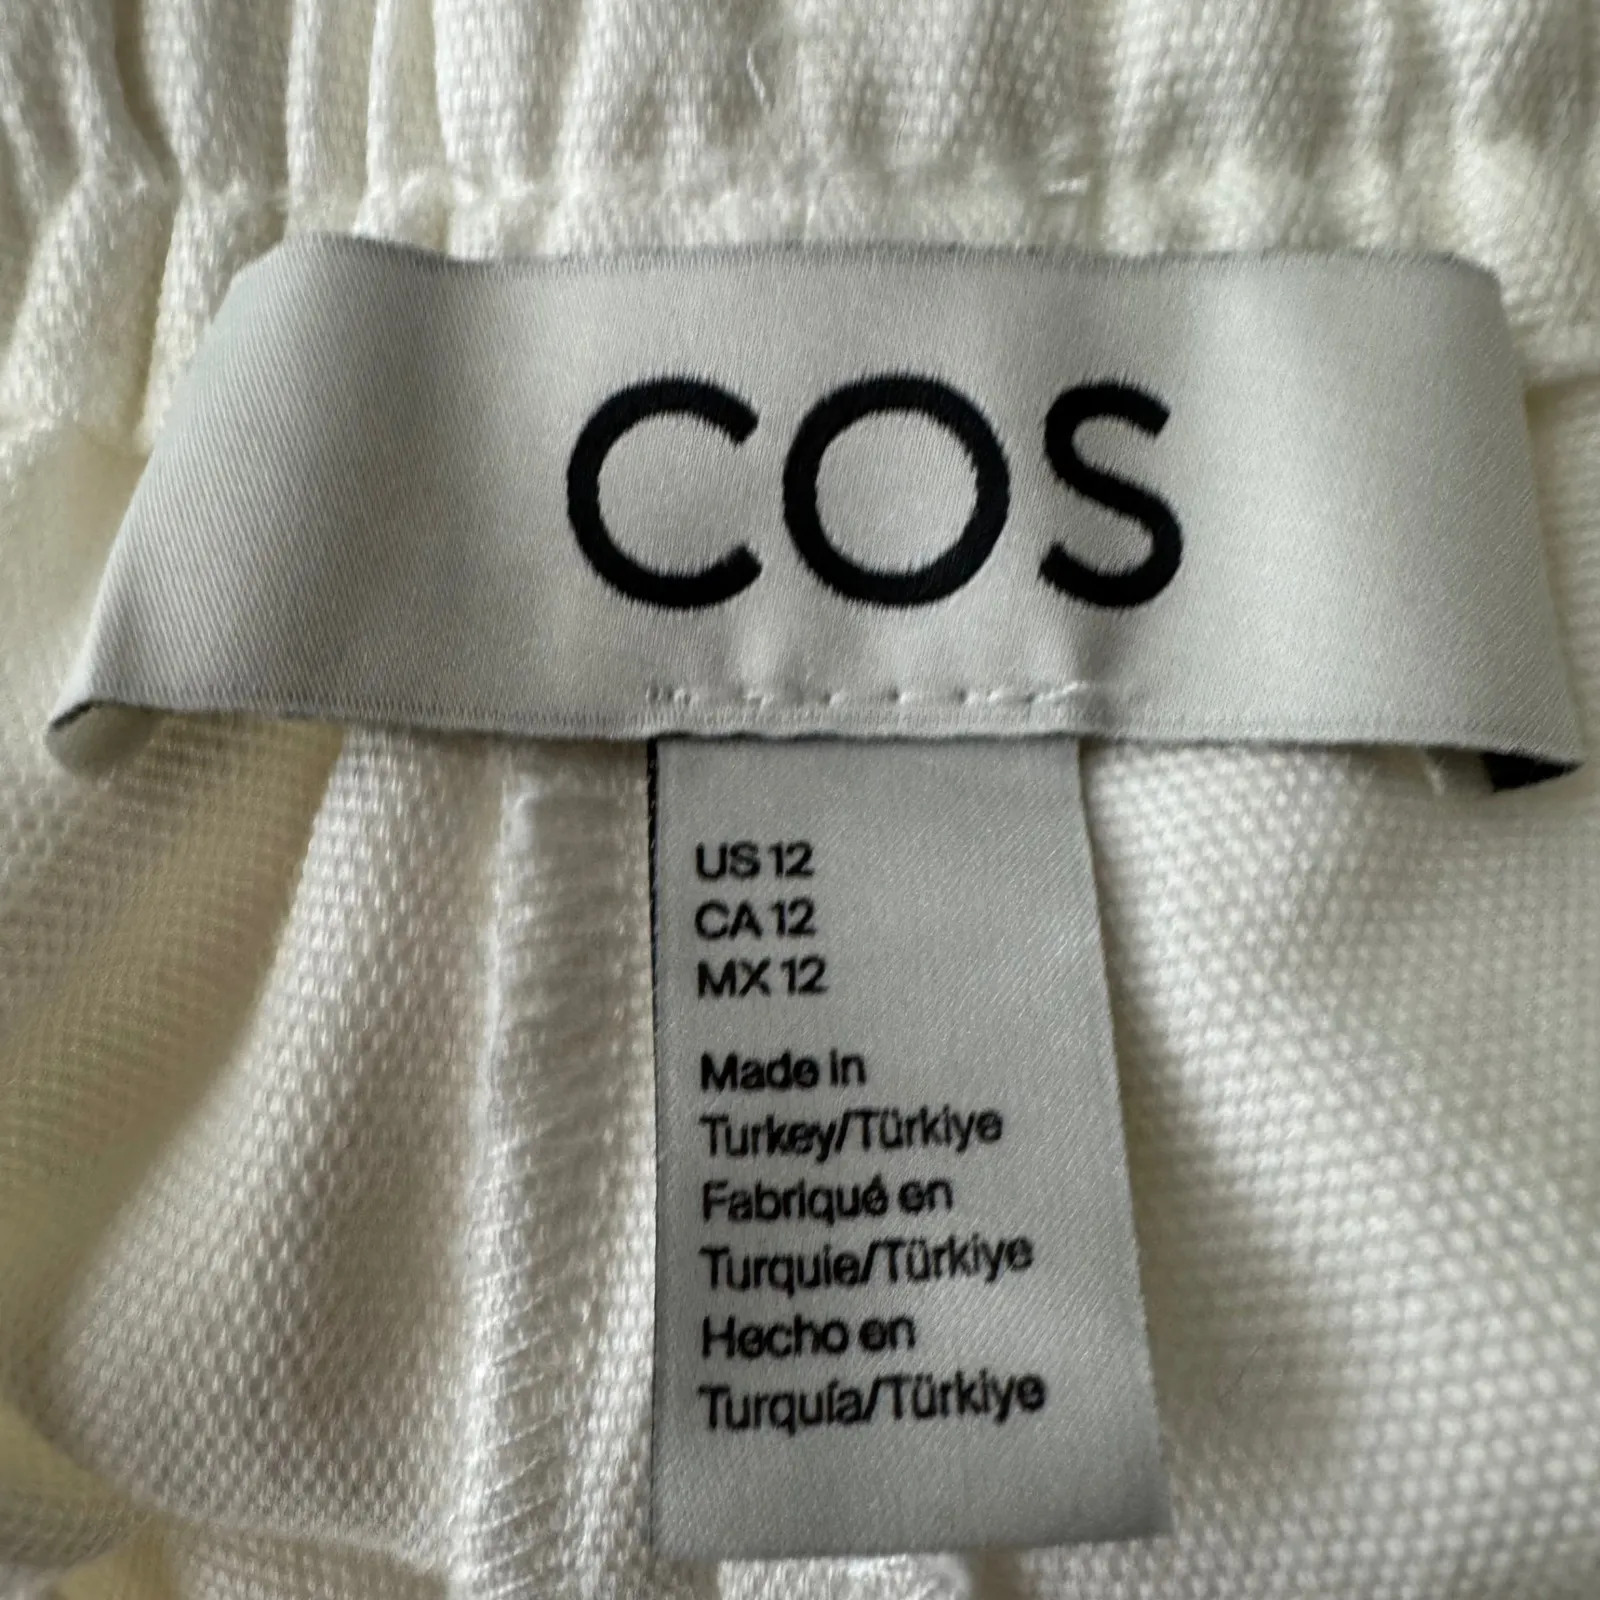 COS
US 12
CA 12
MX 12
Made in
Turkey/Türkiye
Fabriqué en
Turquie/Türkiye
Hecho en
Turquía/Türkiye